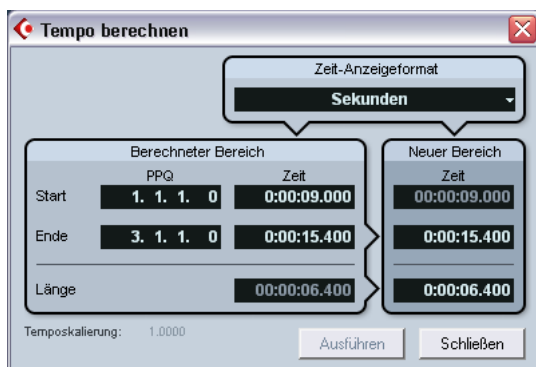 Tempo berechnen
Zeit-Anzeigeformat
Sekunden
Berechneter Bereich
Neuer Bereich
PPQ Zeit Zeit
Start 1. 1. 1. 0 0:00:09.000 00:00:09.000
Ende 3. 1. 1. 0 0:00:15.400 0:00:15.400
Länge 00:00:06.400 0:00:06.400
Temposkalierung: 1.0000
Ausführen Schließen